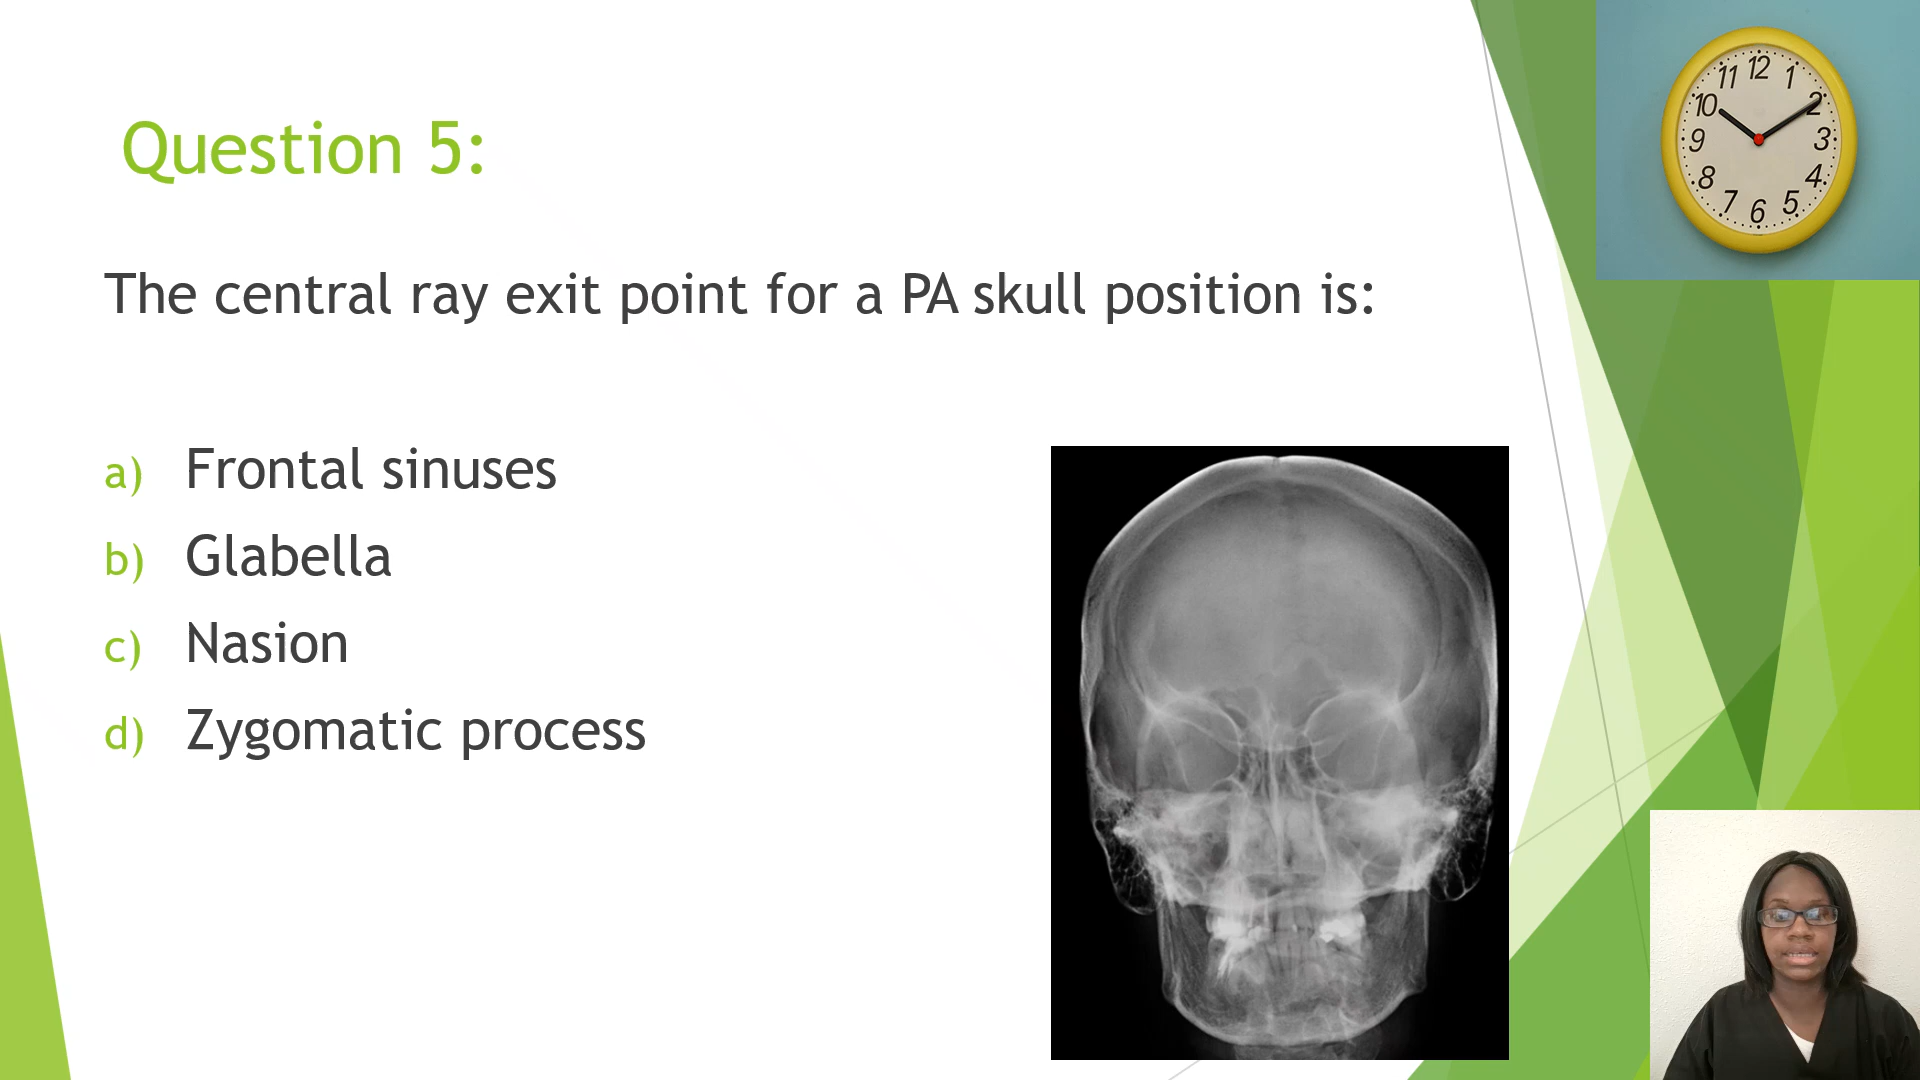 Question 5:
The central ray exit point for a PA skull position is:
a) Frontal sinuses
b) Glabella
c) Nasion
d) Zygomatic process
12
1
2
3
4
5
6
7
8
9
10
11